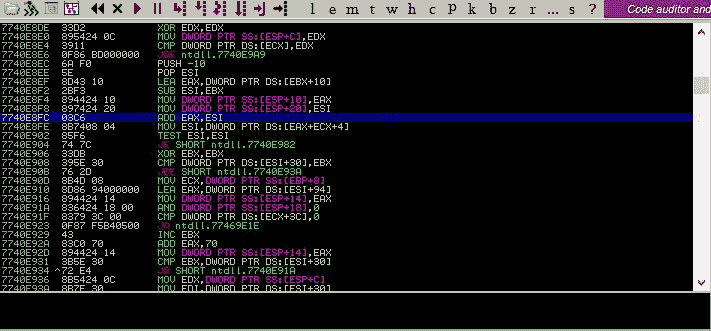 l e m t w h c p k b z r ... s ? Code auditor and
7740E8DE 33D2 XOR EDX,EDX
7740E8E0 895424 0C MOV DWORD PTR SS:[ESP+C],EDX
7740E8E4 3911 CMP DWORD PTR DS:[ECX],EDX
7740E8E6 0F86 BD000000 JBE ntdll.7740E9A9
7740E8EC 6A F0 PUSH -10
7740E8EE 5E POP ESI
7740E8EF 8D43 10 LEA EAX,DWORD PTR DS:[EBX+10]
7740E8F2 2BF3 SUB ESI,EBX
7740E8F4 894424 10 MOV DWORD PTR SS:[ESP+10],EAX
7740E8F8 897424 20 MOV DWORD PTR SS:[ESP+20],ESI
7740E8FC 03C6 ADD EAX,ESI
7740E8FE 8B7408 04 MOV ESI,DWORD PTR DS:[EAX+ECX+4]
7740E902 85F6 TEST ESI,ESI
7740E904 74 7C JE SHORT ntdll.7740E982
7740E906 33DB XOR EBX,EBX
7740E908 395E 30 CMP DWORD PTR DS:[ESI+30],EBX
7740E90B 76 2D JBE SHORT ntdll.7740E93A
7740E90D 8B4D 08 MOV ECX,DWORD PTR SS:[EBP+8]
7740E910 8D86 94000000 LEA EAX,DWORD PTR DS:[ESI+94]
7740E916 894424 14 MOV DWORD PTR SS:[ESP+14],EAX
7740E91A 836424 18 00 AND DWORD PTR SS:[ESP+18],0
7740E91F 8379 3C 00 CMP DWORD PTR DS:[ECX+3C],0
7740E923 0F87 F5B40500 JA ntdll.77469E1E
7740E929 43 INC EBX
7740E92A 83C0 70 ADD EAX,70
7740E92D 894424 14 MOV DWORD PTR SS:[ESP+14],EAX
7740E931 3B5E 30 CMP EBX,DWORD PTR DS:[ESI+30]
7740E934 ^72 E4 JB SHORT ntdll.7740E91A
7740E936 8B5424 0C MOV EDX,DWORD PTR SS:[ESP+C]
7740E93A 8B7E 30 MOV EDI,DWORD PTR DS:[ESI+30]